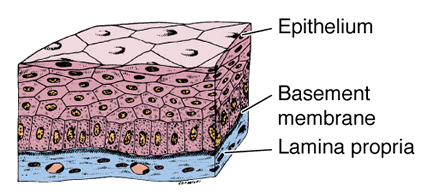 Epithelium
Basement
membrane
Lamina propria